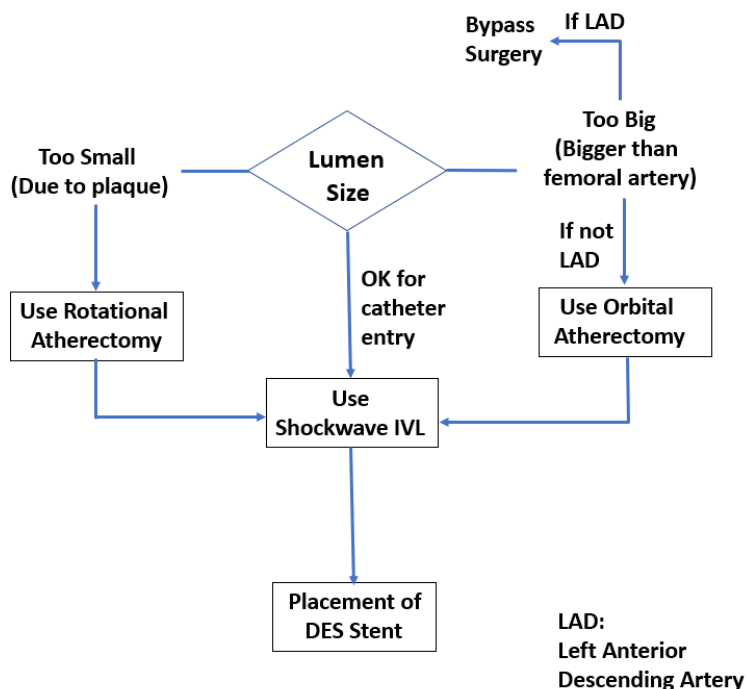 Bypass
Surgery
If LAD
Too Small
(Due to plaque)
Lumen
Size
Too Big
(Bigger than
femoral artery)
If not
LAD
OK for
catheter
entry
Use Rotational
Atherectomy
Use Orbital
Atherectomy
Use
Shockwave IVL
Placement of
DES Stent
LAD:
Left Anterior
Descending Artery